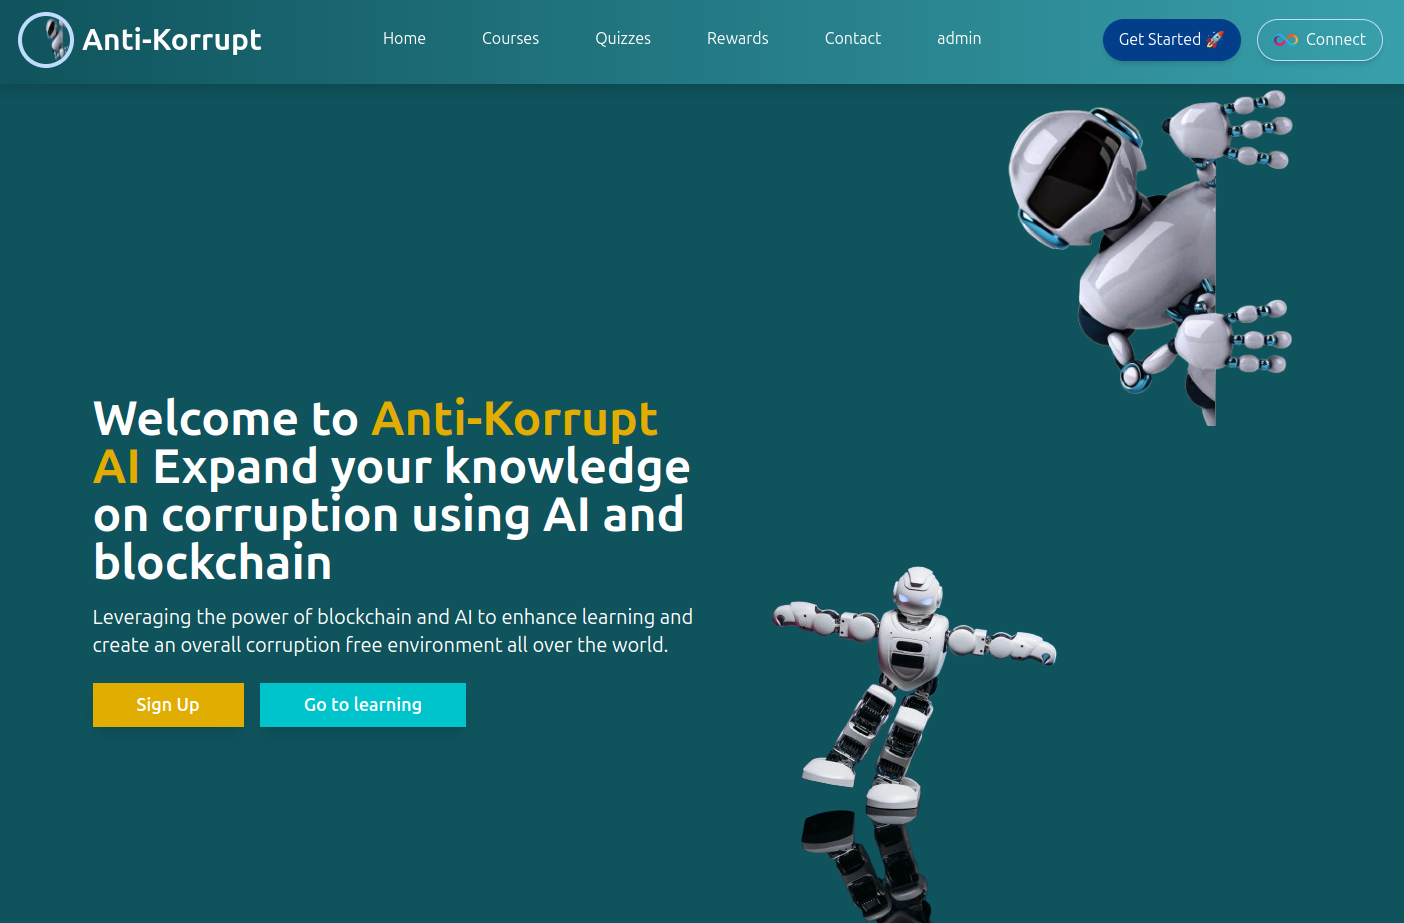 Anti-Korrupt
Home
Courses
Quizzes
Rewards
Contact
admin
Get Started 🚀
Connect
Welcome to Anti-Korrupt
AI Expand your knowledge
on corruption using AI and
blockchain
Leveraging the power of blockchain and AI to enhance learning and
create an overall corruption free environment all over the world.
Sign Up
Go to learning